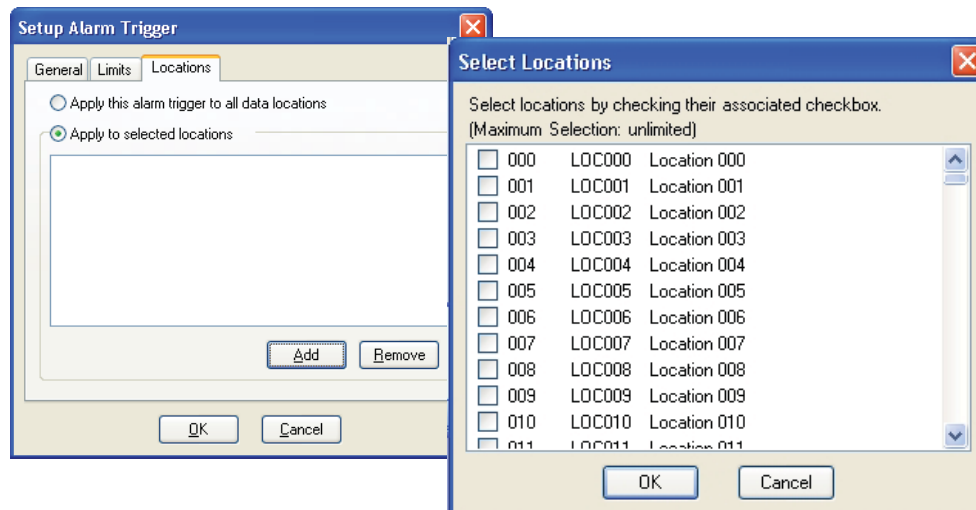 Setup Alarm Trigger
General Limits Locations
Apply this alarm trigger to all data locations
Apply to selected locations
Add Remove
OK Cancel
Select Locations
Select locations by checking their associated checkbox.
(Maximum Selection: unlimited)
000 LOC000 Location 000
001 LOC001 Location 001
002 LOC002 Location 002
003 LOC003 Location 003
004 LOC004 Location 004
005 LOC005 Location 005
006 LOC006 Location 006
007 LOC007 Location 007
008 LOC008 Location 008
009 LOC009 Location 009
010 LOC010 Location 010
011 LOC011 Location 011
OK Cancel